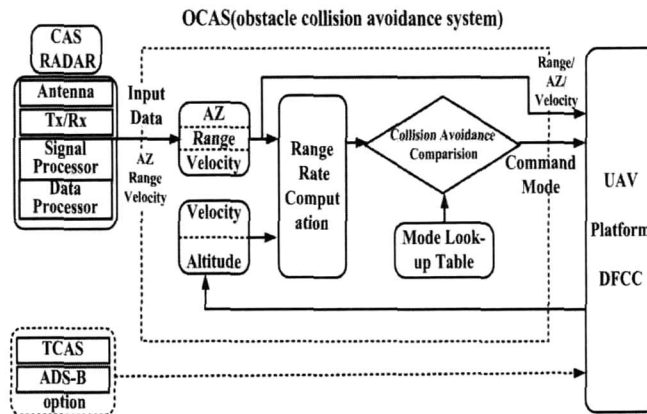 OCAS(obstacle collision avoidance system)
CAS
RADAR
Antenna
Tx/Rx
Signal
Processor
Data
Processor
Input
Data
AZ
Range
Velocity
AZ
Range
Velocity
Velocity
Altitude
Range
Rate
Comput
ation
Collision Avoidance
Comparision
Mode Look-
up Table
Range/
AZ/
Velocity
Command
Mode
UAV
Platform
DFCC
TCAS
ADS-B
option